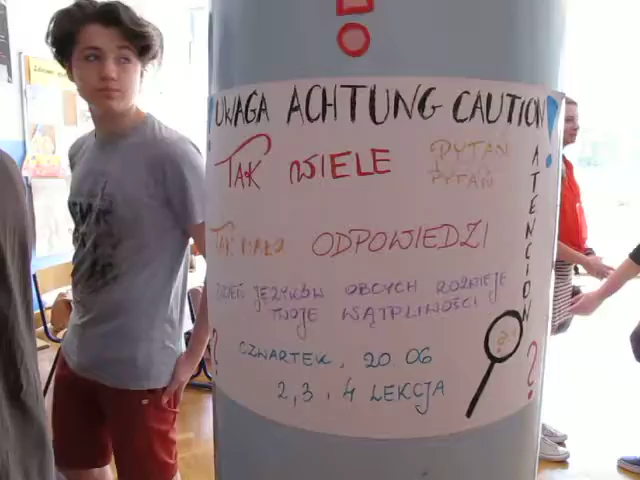 !
UWAGA ACHTUNG CAUTION!
ATENCION
TAK WIELE PYTAŃ
PYTAŃ
TAK MAŁO ODPOWIEDZI
DZIEŃ JĘZYKÓW OBCYCH ROZWIEJE
TWOJE WĄTPLIWOŚCI
CZWARTEK, 20.06
2, 3, 4 LEKCJA
?
?
?